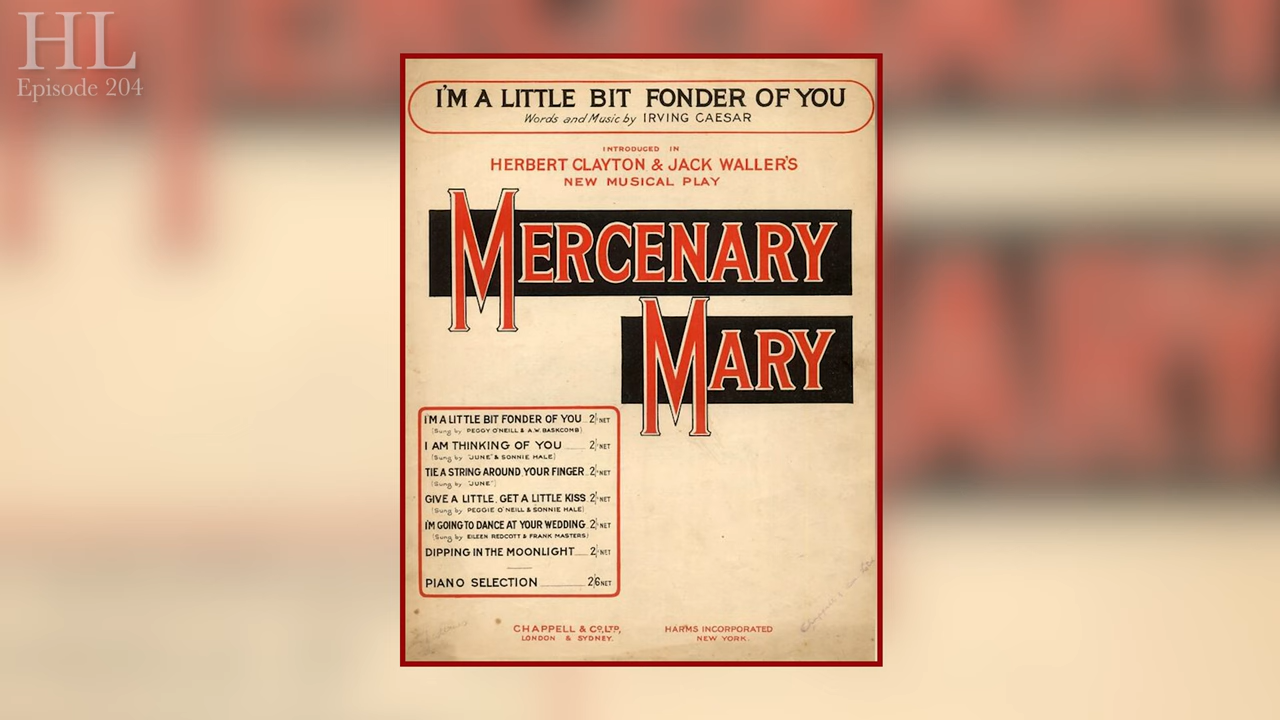 HL
Episode 204
I'M A LITTLE BIT FONDER OF YOU
Words and Music by IRVING CAESAR
INTRODUCED IN
HERBERT CLAYTON & JACK WALLER'S
NEW MUSICAL PLAY
MERCENARY
MARY
I'M A LITTLE BIT FONDER OF YOU .. 2/- NET
(Sung by PEGGY O'NEILL & A.W. BASKCOMB)
I AM THINKING OF YOU ........ 2/- NET
(Sung by "JUNE" & SONNIE HALE)
TIE A STRING AROUND YOUR FINGER .. 2/- NET
(Sung by "JUNE")
GIVE A LITTLE, GET A LITTLE KISS 2/- NET
(Sung by PEGGIE O'NEILL & SONNIE HALE)
I'M GOING TO DANCE AT YOUR WEDDING .. 2/- NET
(Sung by EILEEN REDCOTT & FRANK MASTERS)
DIPPING IN THE MOONLIGHT ..... 2/- NET
PIANO SELECTION ............ 2/6 NET
CHAPPELL & CO, LTD,
LONDON & SYDNEY.
HARMS INCORPORATED
NEW YORK.